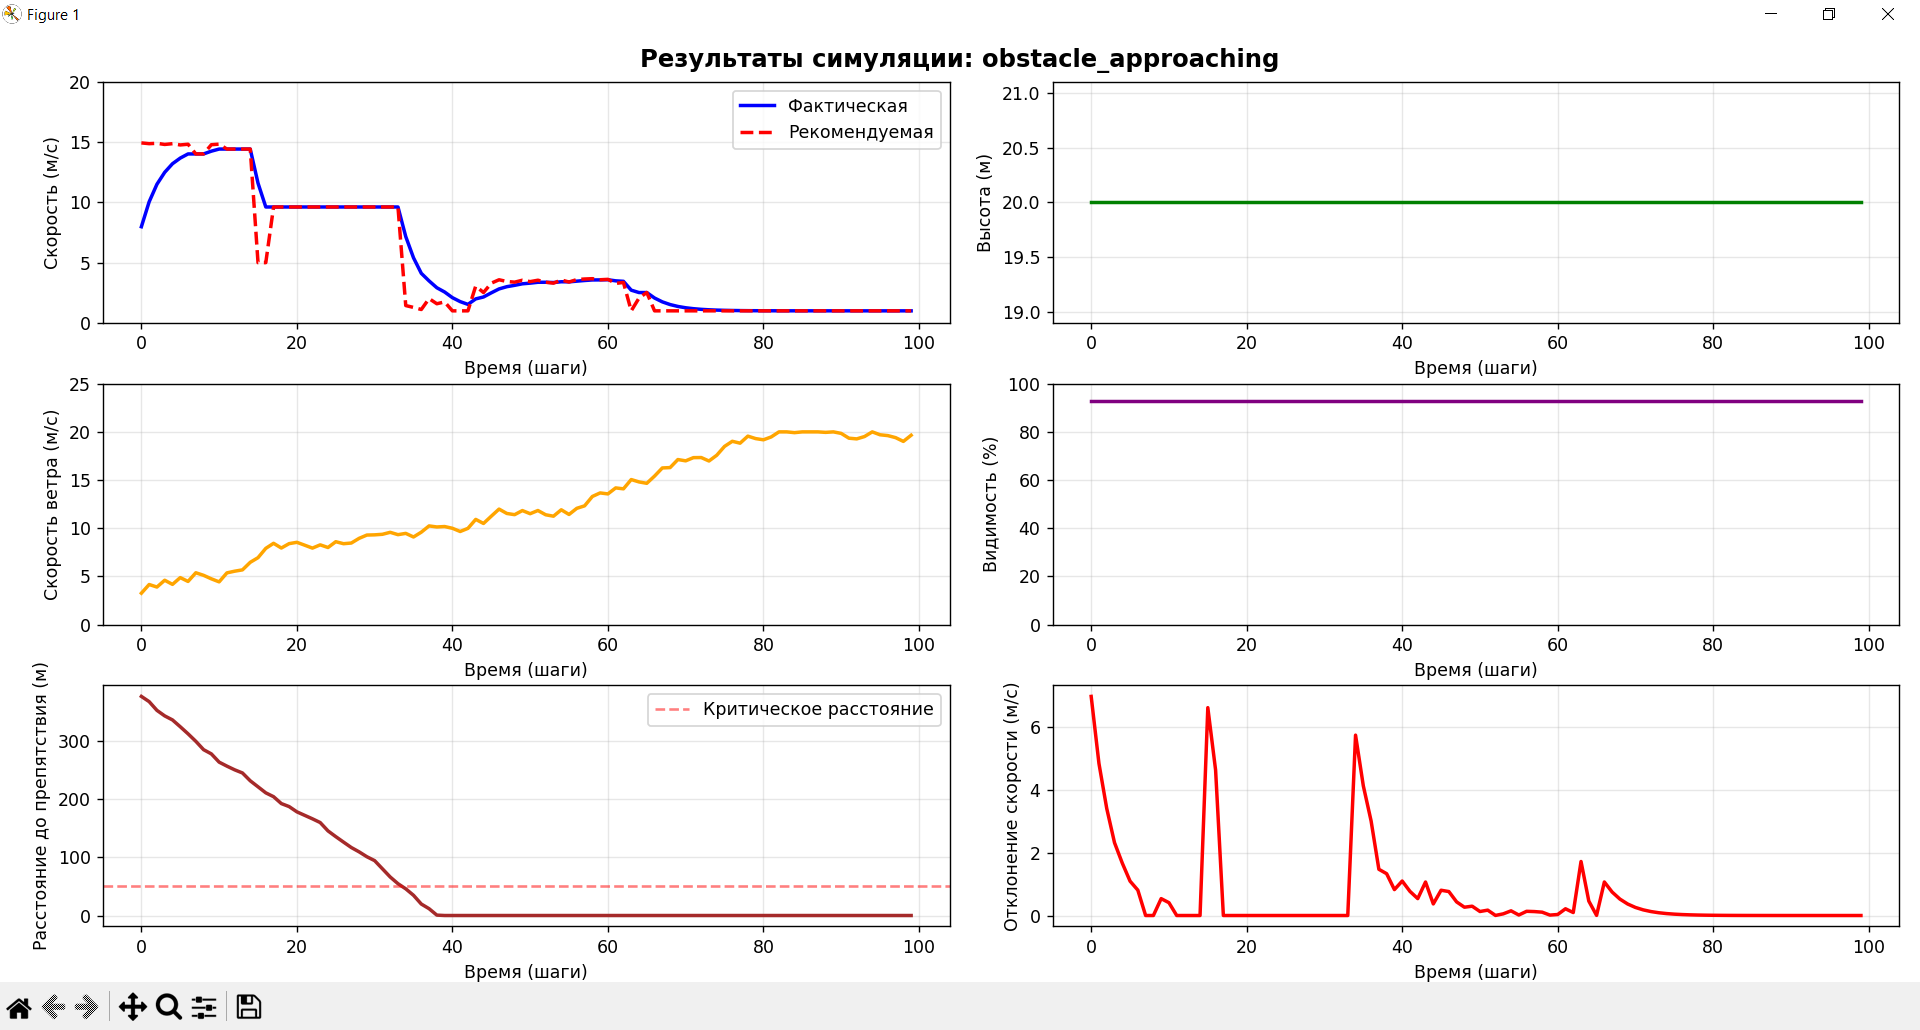 Figure 1
Результаты симуляции: obstacle_approaching
Скорость (м/с)
20
15
10
5
0
Фактическая
Рекомендуемая
0 20 40 60 80 100
Время (шаги)
Высота (м)
21.0
20.5
20.0
19.5
19.0
0 20 40 60 80 100
Время (шаги)
Скорость ветра (м/с)
25
20
15
10
5
0
0 20 40 60 80 100
Время (шаги)
Видимость (%)
100
80
60
40
20
0
0 20 40 60 80 100
Время (шаги)
Расстояние до препятствия (м)
300
200
100
0
Критическое расстояние
0 20 40 60 80 100
Время (шаги)
Отклонение скорости (м/с)
6
4
2
0
0 20 40 60 80 100
Время (шаги)